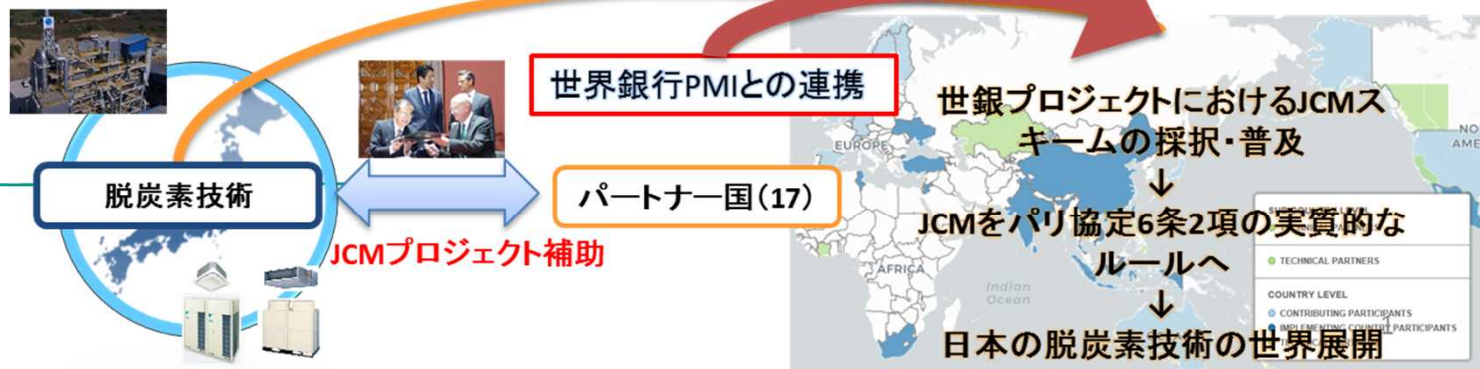 世界銀行PMIとの連携
脱炭素技術
パートナー国（17）
JCMプロジェクト補助
世銀プロジェクトにおけるJCMス
キームの採択・普及
↓
JCMをパリ協定6条2項の実質的な
ルールへ
↓
日本の脱炭素技術の世界展開
EUROPE
AFRICA
Indian
Ocean
TECHNICAL PARTNERS
COUNTRY LEVEL
CONTRIBUTING PARTICIPANTS
IMPLEMENTING COUNTRY PARTICIPANTS
1